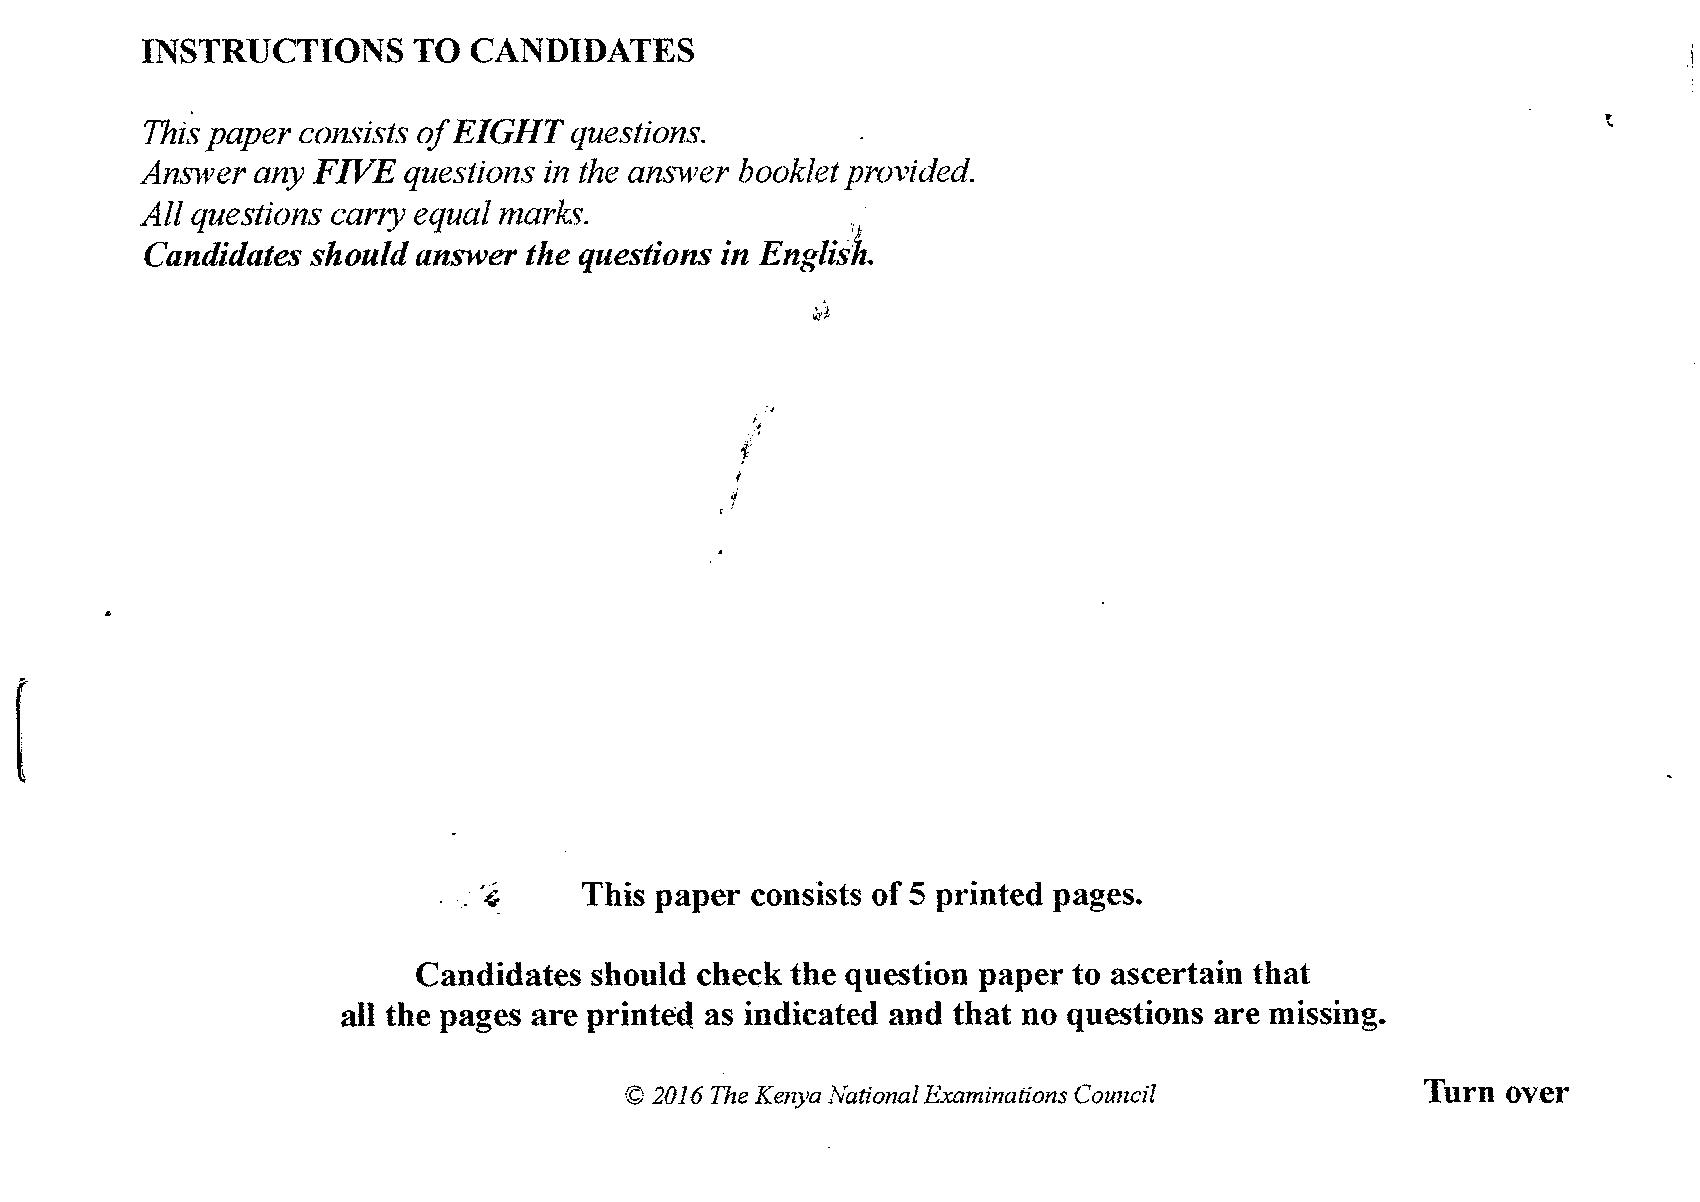 INSTRUCTIONS TO CANDIDATES
This paper consists of EIGHT questions.
Answer any FIVE questions in the answer booklet provided.
All questions carry equal marks.
Candidates should answer the questions in English.
This paper consists of 5 printed pages.
Candidates should check the question paper to ascertain that
all the pages are printed as indicated and that no questions are missing.
© 2016 The Kenya National Examinations Council
Turn over